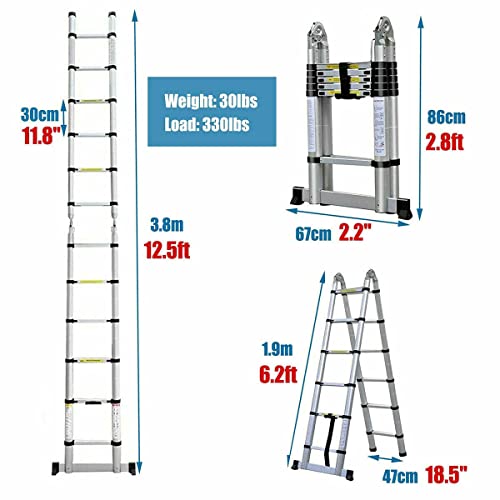 30cm
11.8"
Weight: 30lbs
Load: 330lbs
86cm
2.8ft
67cm 2.2"
3.8m
12.5ft
1.9m
6.2ft
47cm 18.5"